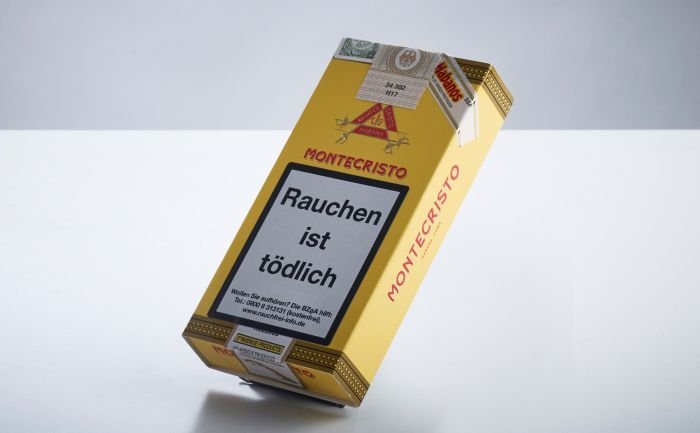 34 302
H17
Habanos
HABANA
MONTECRISTO
Rauchen
ist
tödlich
Wollen Sie aufhören? Die BZgA hilft:
Tel.: 0800 8 313131 (kostenfrei),
www.rauchfrei-info.de
MONTECRISTO